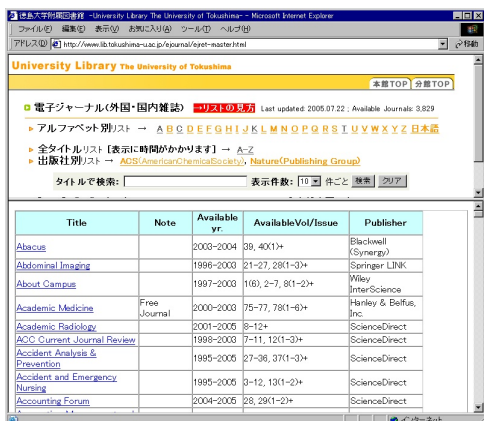 徳島大学附属図書館 -University Library The University of Tokushima- - Microsoft Internet Explorer
ファイル(F) 編集(E) 表示(V) お気に入り(A) ツール(T) ヘルプ(H)
アドレス(D) http://www.lib.tokushima-u.ac.jp/ejournal/ejret-master.html 移動
University Library The University of Tokushima
本館TOP 分館TOP
電子ジャーナル(外国・国内雑誌) →リストの見方 Last updated: 2005.07.22 ; Available Journals: 3,829
アルファベット別リスト → A B C D E F G H I J K L M N O P Q R S T U V W X Y Z 日本語
全タイトルリスト [表示に時間がかかります] → A-Z
出版社別リスト → ACS(AmericanChemicalSociety), Nature(Publishing Group)
タイトルで検索: 表示件数: 10 件ごと 検索 クリア
Title Note Available yr. AvailableVol/Issue Publisher
Abacus 2003-2004 39, 40(1)+ Blackwell (Synergy)
Abdominal Imaging 1996-2003 21-27, 28(1-3)+ Springer LINK
About Campus 1997-2003 1(6), 2-7, 8(1-2)+ Wiley InterScience
Academic Medicine Free Journal 2000-2003 75-77, 78(1-6)+ Hanley & Belfus, Inc.
Academic Radiology 2001-2005 8-12+ ScienceDirect
ACC Current Journal Review 1998-2003 7-11, 12(1-3)+ ScienceDirect
Accident Analysis & Prevention 1995-2005 27-36, 37(1-3)+ ScienceDirect
Accident and Emergency Nursing 1995-2005 3-12, 13(1-2)+ ScienceDirect
Accounting Forum 2004-2005 28, 29(1-2)+ ScienceDirect
インターネット